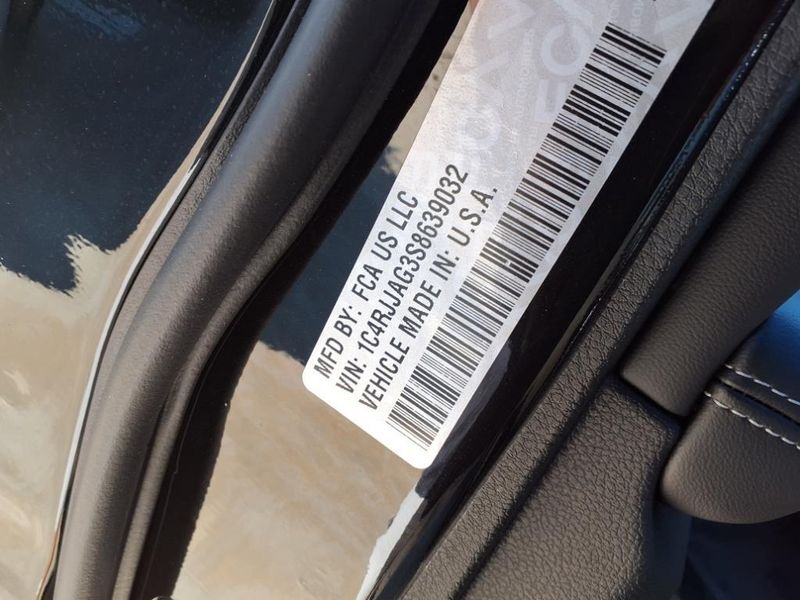 MFD BY: FCA US LLC
VIN: 1C4RJJAG3S8639032
VEHICLE MADE IN: U.S.A.